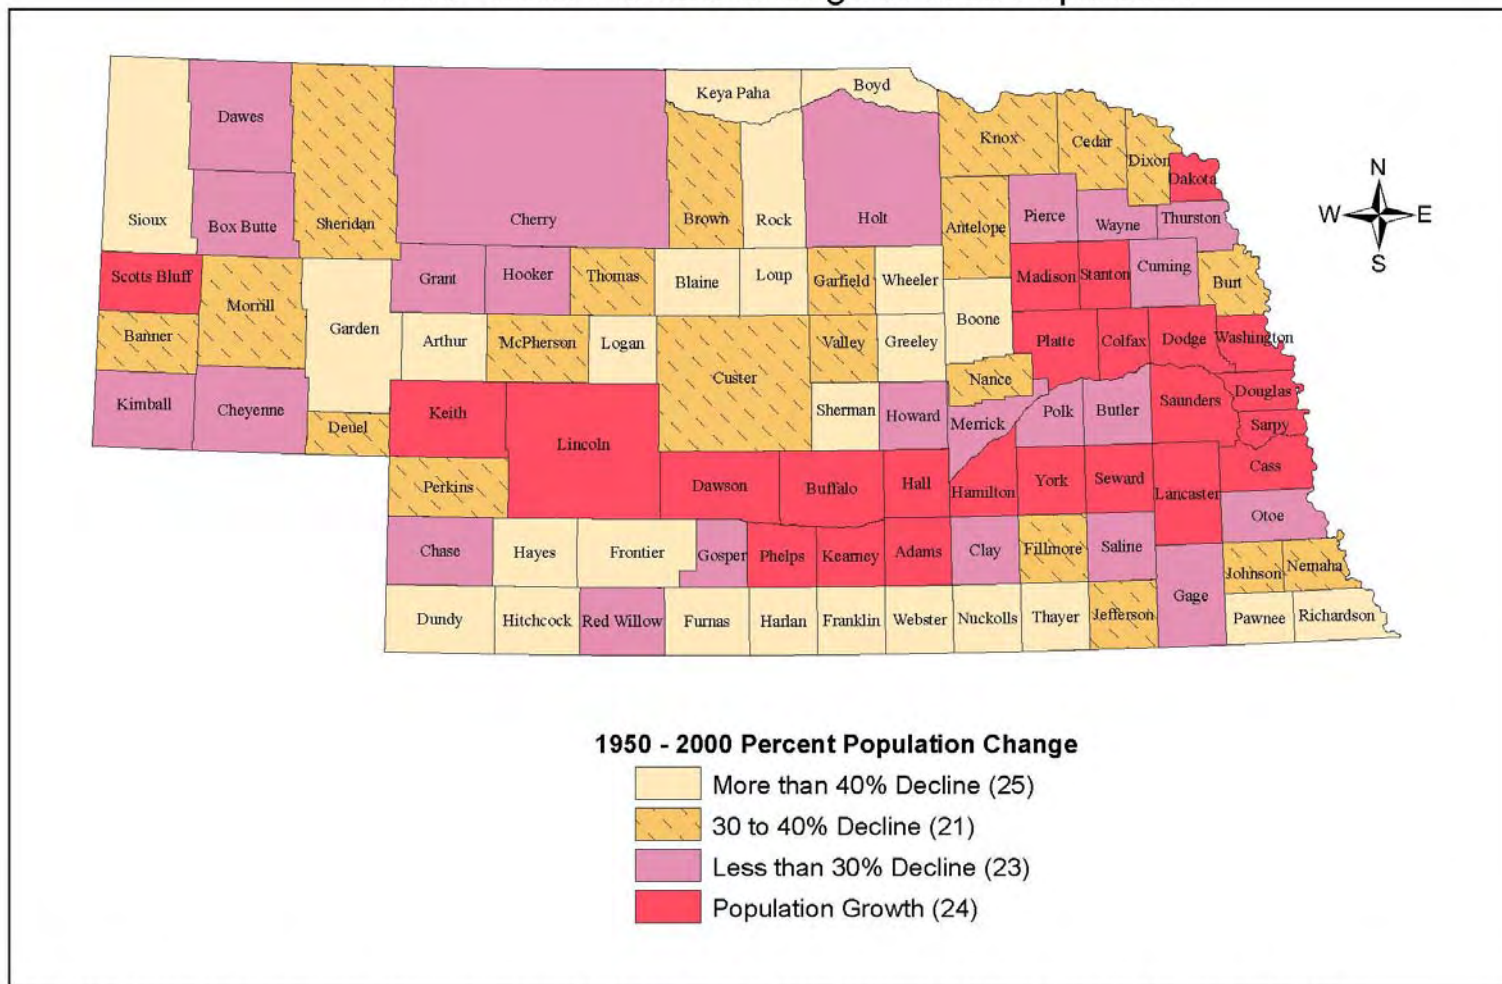 Keya Paha
Boyd
Dawes
Knox
Cedar
Dixon
Dakota
N
W E
S
Sioux
Box Butte
Sheridan
Cherry
Brown
Rock
Holt
Antelope
Pierce
Wayne
Thurston
Scotts Bluff
Morrill
Garden
Grant
Hooker
Thomas
Blaine
Loup
Garfield
Wheeler
Boone
Madison
Stanton
Cuming
Burt
Banner
Arthur
McPherson
Logan
Custer
Valley
Greeley
Nance
Platte
Colfax
Dodge
Washington
Kimball
Cheyenne
Deuel
Keith
Lincoln
Sherman
Howard
Merrick
Polk
Butler
Saunders
Douglas
Sarpy
Perkins
Dawson
Buffalo
Hall
Hamilton
York
Seward
Lancaster
Cass
Otoe
Chase
Hayes
Frontier
Gosper
Phelps
Kearney
Adams
Clay
Fillmore
Saline
Gage
Johnson
Nemaha
Dundy
Hitchcock
Red Willow
Furnas
Harlan
Franklin
Webster
Nuckolls
Thayer
Jefferson
Pawnee
Richardson
1950 - 2000 Percent Population Change
More than 40% Decline (25)
30 to 40% Decline (21)
Less than 30% Decline (23)
Population Growth (24)